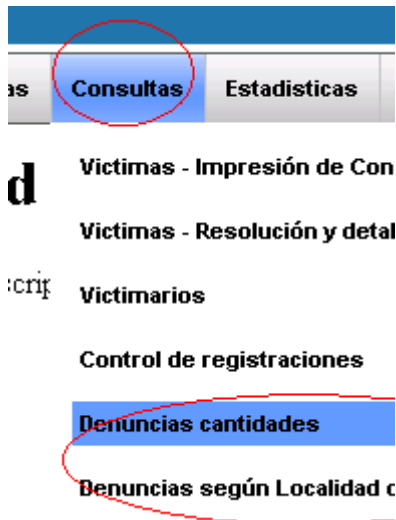 as Consultas Estadisticas
Victimas - Impresión de Con
d
Victimas - Resolución y detal
scrip
Victimarios
Control de registraciones
Denuncias cantidades
Denuncias según Localidad